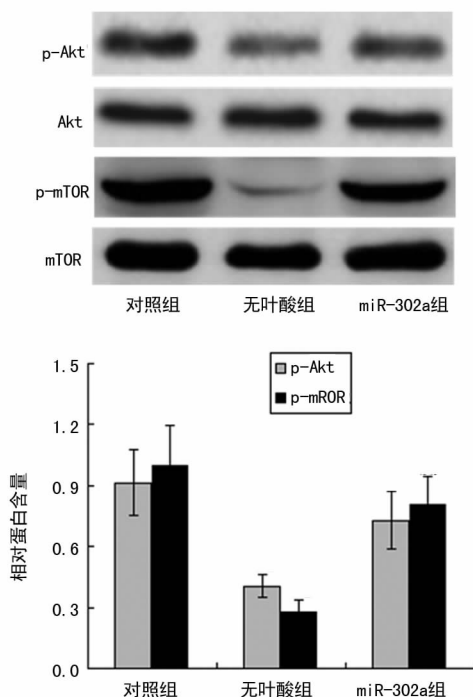 p-Akt
Akt
p-mTOR
mTOR
对照组 无叶酸组 miR-302a组
1.5
1.2
0.9
0.6
0.3
0.0
相对蛋白含量
p-Akt
p-mROR
对照组 无叶酸组 miR-302a组